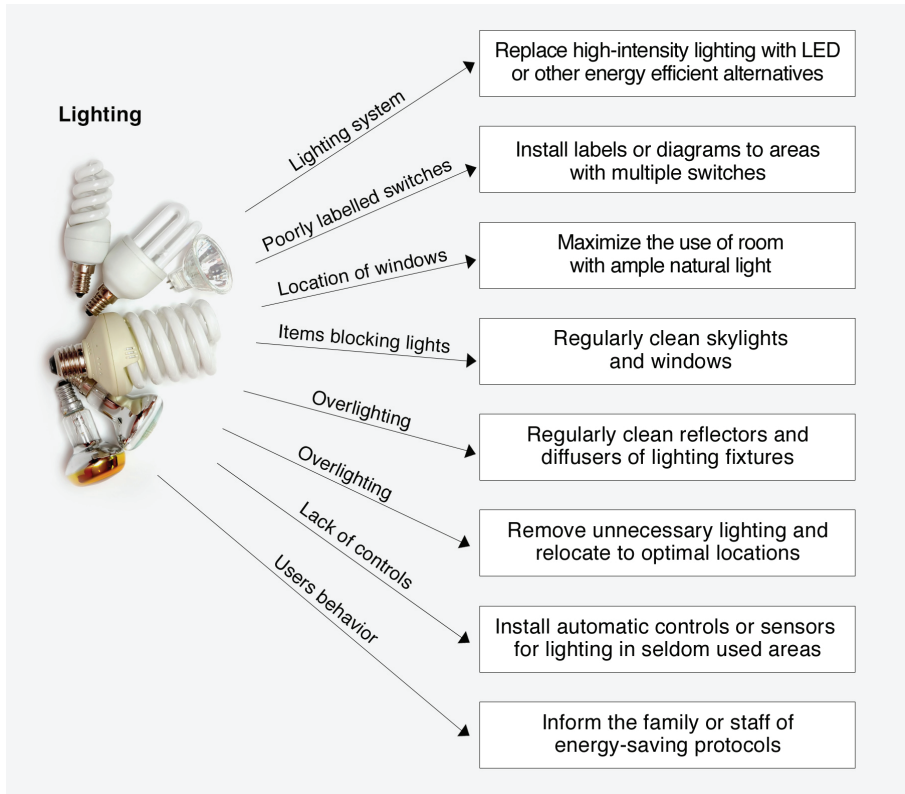 Lighting
Lighting system
Replace high-intensity lighting with LED
or other energy efficient alternatives
Poorly labelled switches
Install labels or diagrams to areas
with multiple switches
Location of windows
Maximize the use of room
with ample natural light
Items blocking lights
Regularly clean skylights
and windows
Overlighting
Regularly clean reflectors and
diffusers of lighting fixtures
Overlighting
Remove unnecessary lighting and
relocate to optimal locations
Lack of controls
Install automatic controls or sensors
for lighting in seldom used areas
Users behavior
Inform the family or staff of
energy-saving protocols